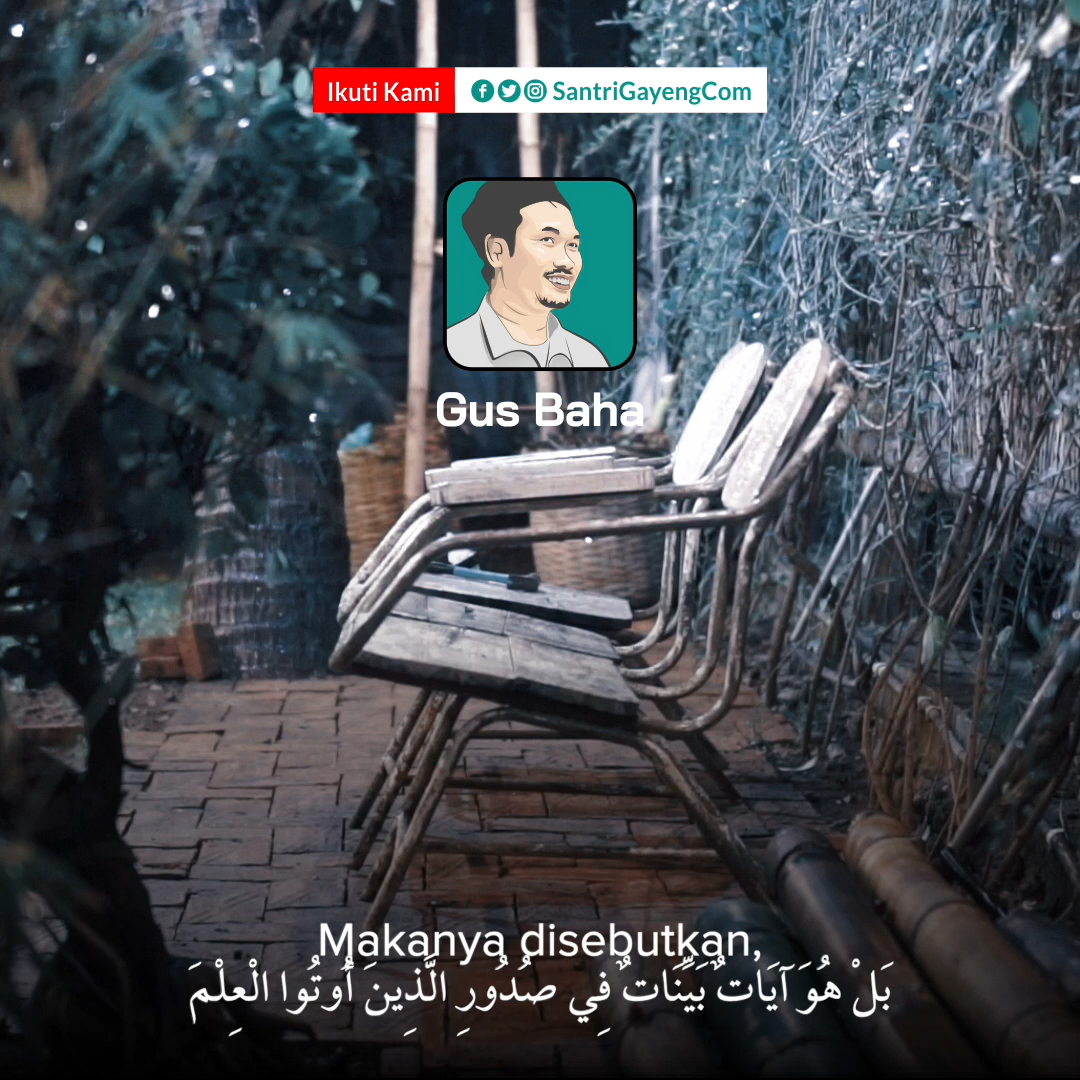 Ikuti Kami SantriGayengCom
Gus Baha
Makanya disebutkan,
بَلْ هُوَ آيَاتٌ بَيِّنَاتٌ فِي صُدُورِ الَّذِينَ أُوتُوا الْعِلْمَ